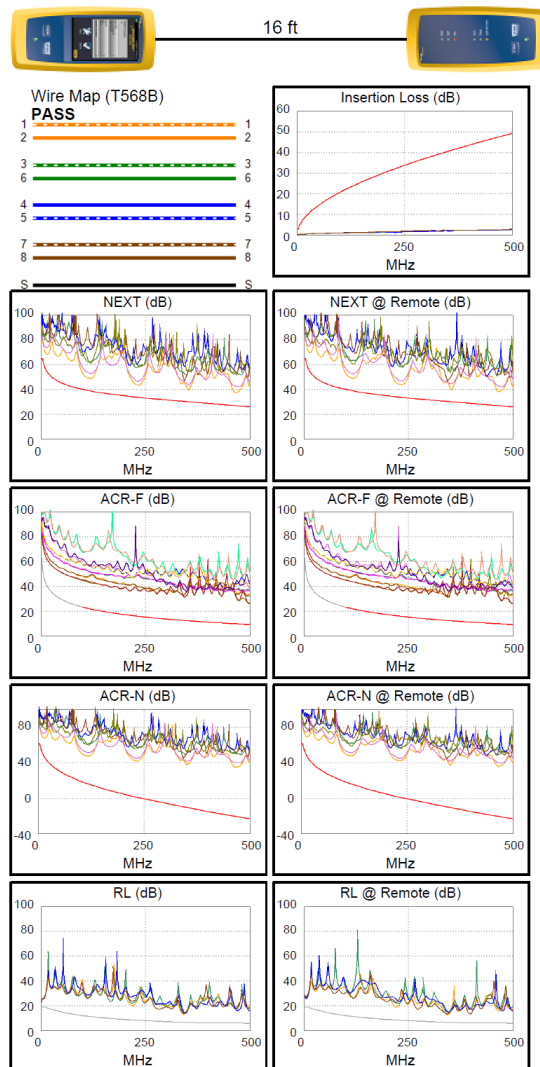 16 ft
Wire Map (T568B)
PASS
1 1
2 2
3 3
6 6
4 4
5 5
7 7
8 8
S S
Insertion Loss (dB)
60
50
40
30
20
10
0
0 250 500
MHz
NEXT (dB)
100
80
60
40
20
0
0 250 500
MHz
NEXT @ Remote (dB)
100
80
60
40
20
0
0 250 500
MHz
ACR-F (dB)
100
80
60
40
20
0
0 250 500
MHz
ACR-F @ Remote (dB)
100
80
60
40
20
0
0 250 500
MHz
ACR-N (dB)
80
40
0
-40
0 250 500
MHz
ACR-N @ Remote (dB)
80
40
0
-40
0 250 500
MHz
RL (dB)
100
80
60
40
20
0
0 250 500
MHz
RL @ Remote (dB)
100
80
60
40
20
0
0 250 500
MHz